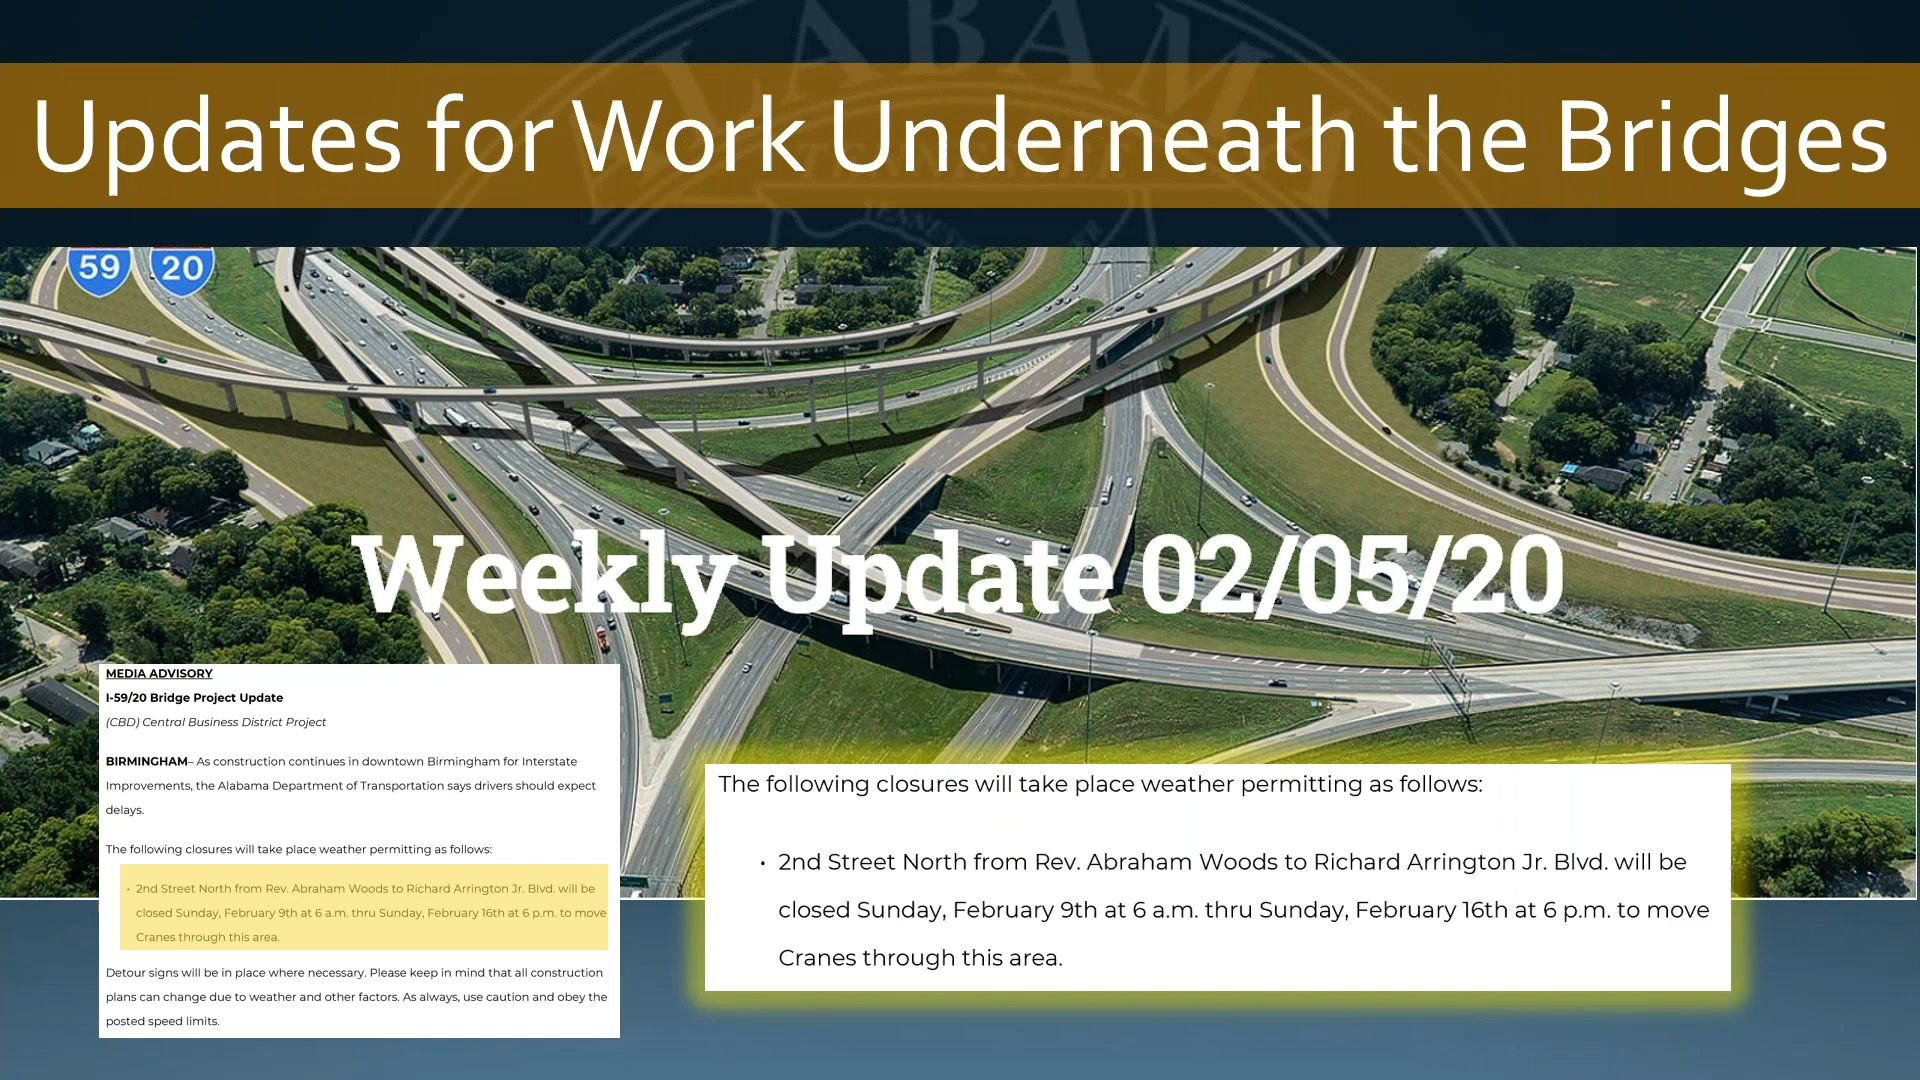 LABAM
TENNESSEE
Updates for Work Underneath the Bridges
59 20
Weekly Update 02/05/20
MEDIA ADVISORY
I-59/20 Bridge Project Update
(CBD) Central Business District Project
BIRMINGHAM– As construction continues in downtown Birmingham for Interstate
Improvements, the Alabama Department of Transportation says drivers should expect
delays.
The following closures will take place weather permitting as follows:
• 2nd Street North from Rev. Abraham Woods to Richard Arrington Jr. Blvd. will be
closed Sunday, February 9th at 6 a.m. thru Sunday, February 16th at 6 p.m. to move
Cranes through this area.
Detour signs will be in place where necessary. Please keep in mind that all construction
plans can change due to weather and other factors. As always, use caution and obey the
posted speed limits.
The following closures will take place weather permitting as follows:
• 2nd Street North from Rev. Abraham Woods to Richard Arrington Jr. Blvd. will be
closed Sunday, February 9th at 6 a.m. thru Sunday, February 16th at 6 p.m. to move
Cranes through this area.